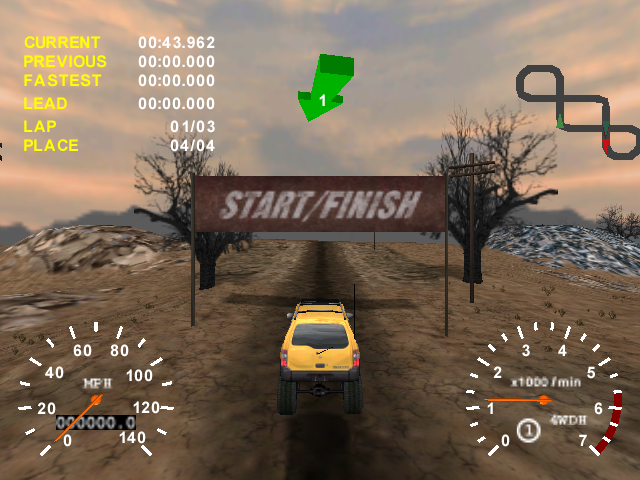 CURRENT 00:43.962
PREVIOUS 00:00.000
FASTEST 00:00.000
LEAD 00:00.000
LAP 01/03
PLACE 04/04
1
START/FINISH
0 20 40 60 80 100 120 140
MPH
000000.0
0 1 2 3 4 5 6 7
x1000/min
4WDH
1